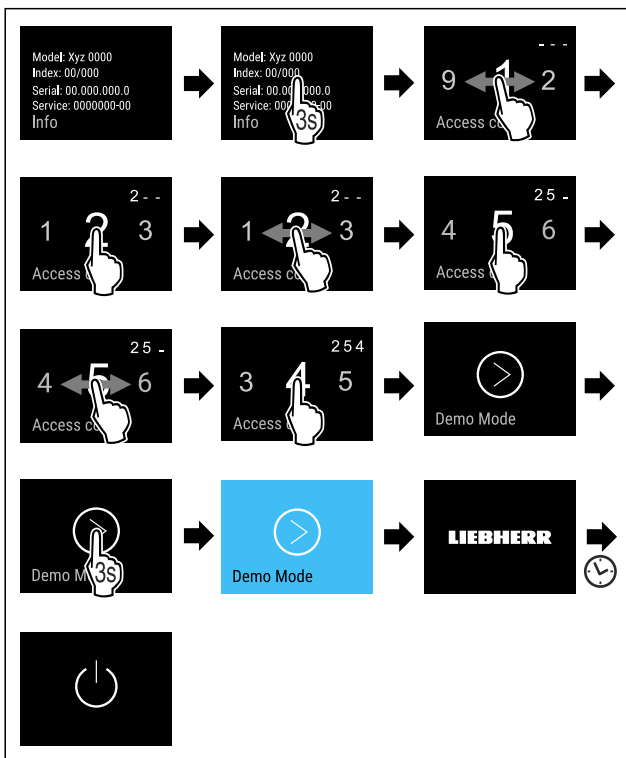 Model: Xyz 0000
Index: 00/000
Serial: 00.000.000.0
Service: 0000000-00
Info
Model: Xyz 0000
Index: 00/000
Serial: 00.0 000.0
Service: 000 -00
Info
3s
- - -
9 1 2
Access c
2 - -
1 2 3
Access
2 - -
1 2 3
Access c
2 5 -
4 5 6
Access
2 5 -
4 5 6
Access c
2 5 4
3 4 5
Access
Demo Mode
Demo M
3s
Demo Mode
LIEBHERR